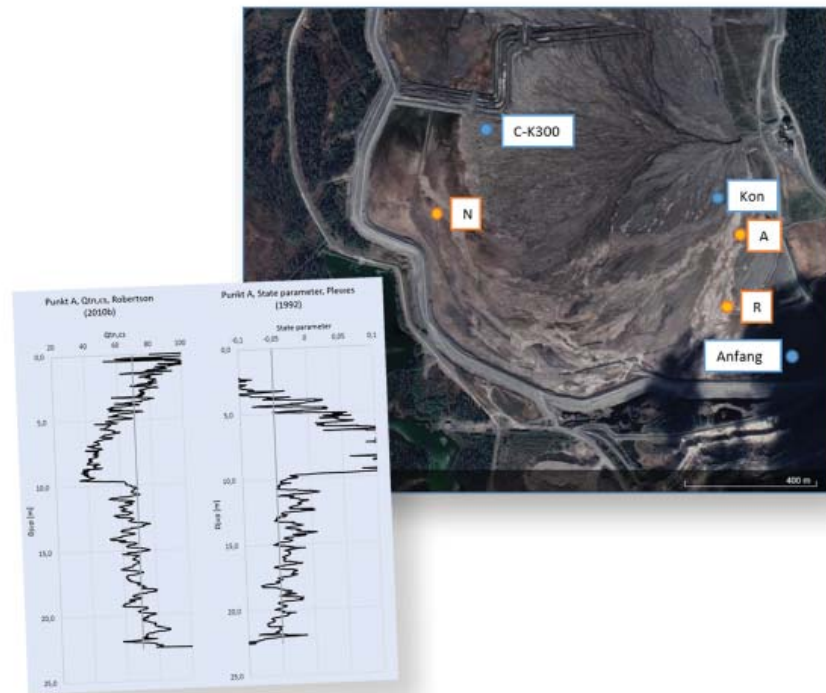 C-K300
Kon
N
A
R
Anfang
400 m
Punkt A, Qtn,cs, Robertson
(2010b)
Qtn,cs
20 40 60 80 100
0,0
5,0
10,0
15,0
20,0
25,0
Djup [m]
Punkt A, State parameter, Plewes
(1992)
State parameter
-0,1 -0,05 0 0,05 0,1
0,0
5,0
10,0
15,0
20,0
25,0
Djup [m]